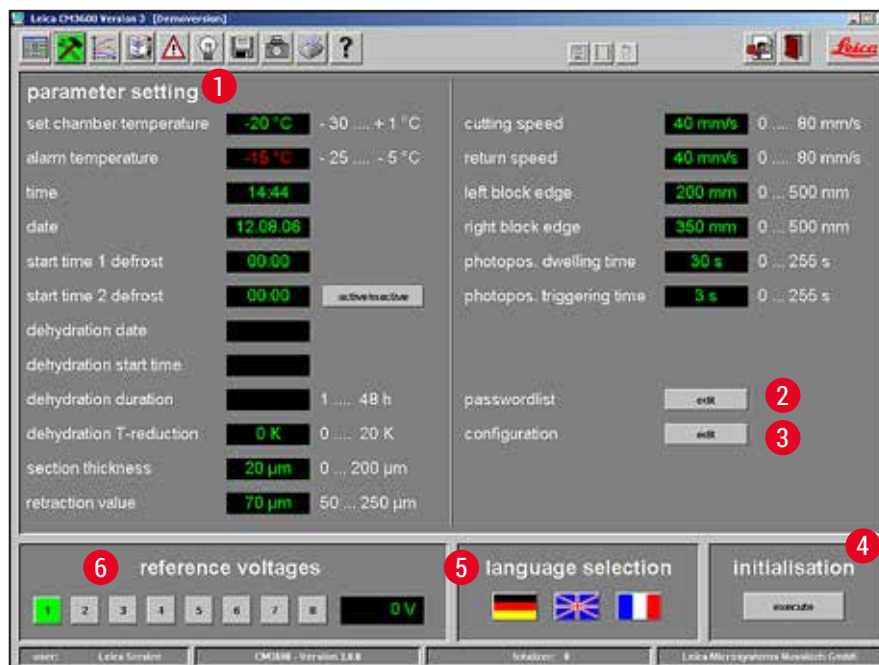 Leica CM3600 Version 3 [Demoversion]
?
Leica
parameter setting 1
set chamber temperature -20 °C - 30 .... + 1 °C
alarm temperature -15 °C - 25 .... - 5 °C
time 14:44
date 12.08.06
start time 1 defrost 00:00
start time 2 defrost 00:00 active/inactive
dehydration date
dehydration start time
dehydration duration 1 .... 48 h
dehydration T-reduction 0 K 0 .... 20 K
section thickness 20 µm 0 ... 200 µm
retraction value 70 µm 50 ... 250 µm
cutting speed 40 mm/s 0 .... 80 mm/s
return speed 40 mm/s 0 .... 80 mm/s
left block edge 200 mm 0 ... 500 mm
right block edge 350 mm 0 ... 500 mm
photopos. dwelling time 30 s 0 ... 255 s
photopos. triggering time 3 s 0 ... 255 s
passwordlist edit 2
configuration edit 3
6 reference voltages
1 2 3 4 5 6 7 8 0 V
5 language selection
4
initialisation
execute
user: Leica Service
CM3600 - Version 2.0.0
totalizer: 0
Leica Microsystems Nussloch GmbH